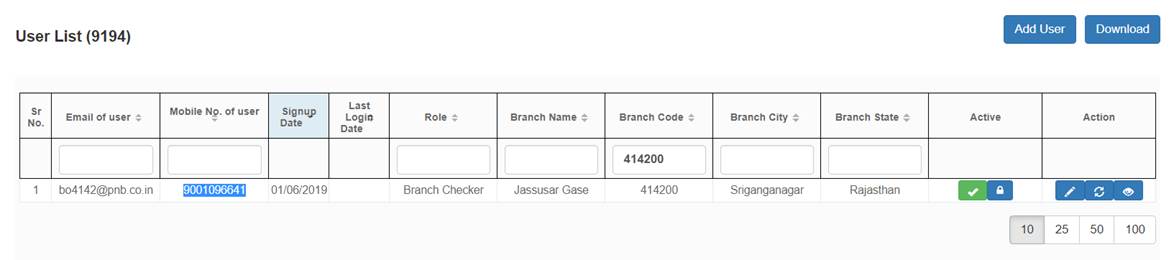 User List (9194)
Add User
Download
Sr No.
Email of user
Mobile No. of user
Signup Date
Last Login Date
Role
Branch Name
Branch Code
Branch City
Branch State
Active
Action
414200
1 bo4142@pnb.co.in 9001096641 01/06/2019 Branch Checker Jassusar Gase 414200 Sriganganagar Rajasthan
10 25 50 100